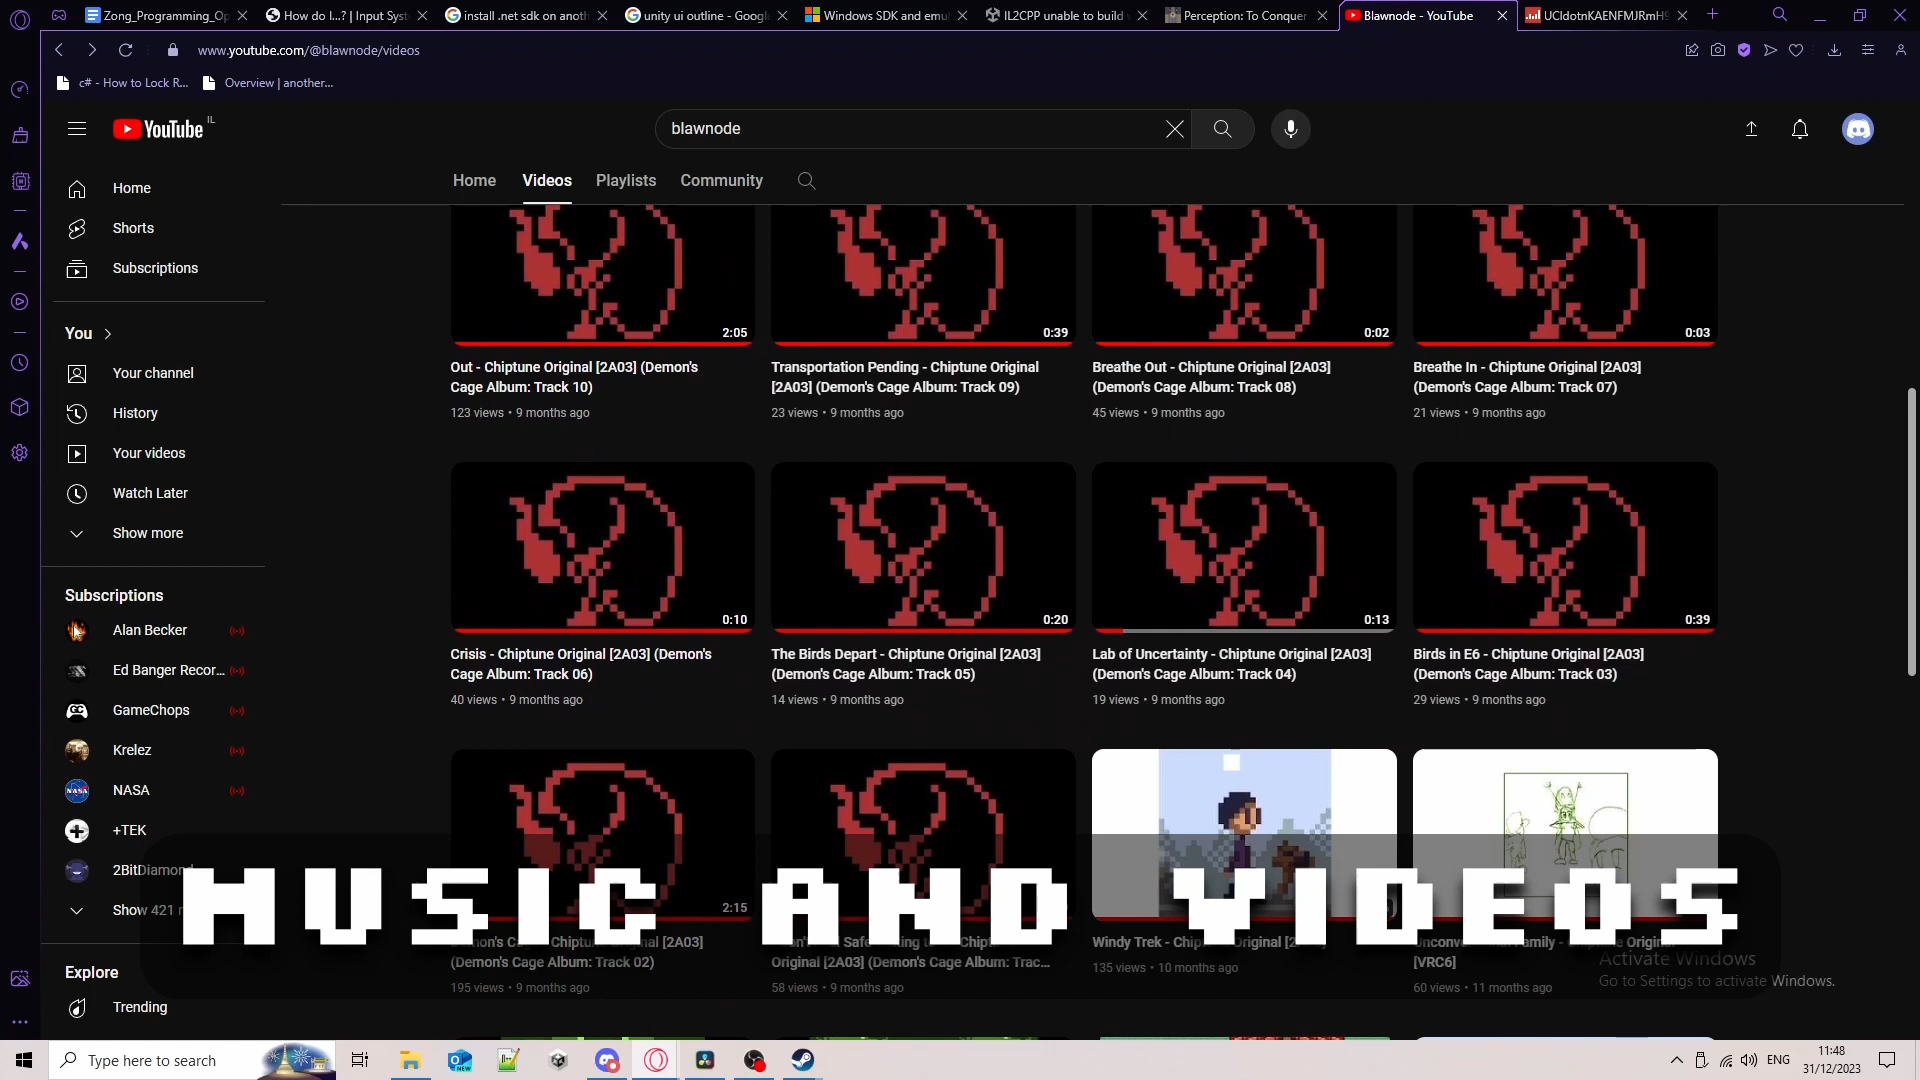 Zong_Programming_Op
How do I...? | Input Syst
install .net sdk on anoth
unity ui outline - Google
Windows SDK and emul
IL2CPP unable to build
Perception: To Conquer
Blawnode - YouTube
UCldotnKAENFMJRmH9
www.youtube.com/@blawnode/videos
c# - How to Lock R...
Overview | another...
YouTube IL
blawnode
Home
Videos
Playlists
Community
Home
Shorts
Subscriptions
You
Your channel
History
Your videos
Watch Later
Show more
Subscriptions
Alan Becker
Ed Banger Recor...
GameChops
Krelez
NASA
+TEK
2BitDiamond
Show 421
Explore
Trending
2:05
0:39
0:02
0:03
Out - Chiptune Original [2A03] (Demon's
Cage Album: Track 10)
123 views • 9 months ago
Transportation Pending - Chiptune Original
[2A03] (Demon's Cage Album: Track 09)
23 views • 9 months ago
Breathe Out - Chiptune Original [2A03]
(Demon's Cage Album: Track 08)
45 views • 9 months ago
Breathe In - Chiptune Original [2A03]
(Demon's Cage Album: Track 07)
21 views • 9 months ago
0:10
0:20
0:13
0:39
Crisis - Chiptune Original [2A03] (Demon's
Cage Album: Track 06)
40 views • 9 months ago
The Birds Depart - Chiptune Original [2A03]
(Demon's Cage Album: Track 05)
14 views • 9 months ago
Lab of Uncertainty - Chiptune Original [2A03]
(Demon's Cage Album: Track 04)
19 views • 9 months ago
Birds in E6 - Chiptune Original [2A03]
(Demon's Cage Album: Track 03)
29 views • 9 months ago
2:15
MUSIC AND VIDEOS
[2A03]
(Demon's Cage Album: Track 02)
195 views • 9 months ago
Original [2A03] (Demon's Cage Album: Trac...
58 views • 9 months ago
Windy Trek -
135 views • 10 months ago
Family - Chiptune Original
[VRC6]
60 views • 11 months ago
Activate Windows
Go to Settings to activate Windows.
Type here to search
NEW
ENG
11:48
31/12/2023